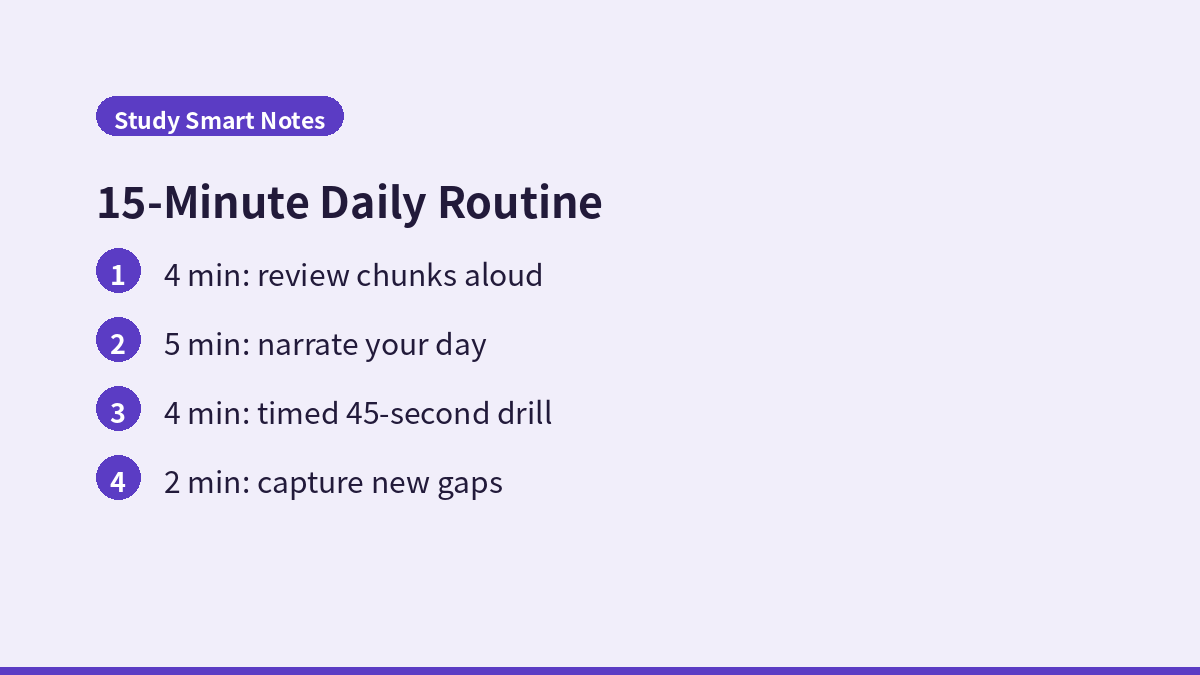 Study Smart Notes
15-Minute Daily Routine
1 4 min: review chunks aloud
2 5 min: narrate your day
3 4 min: timed 45-second drill
4 2 min: capture new gaps